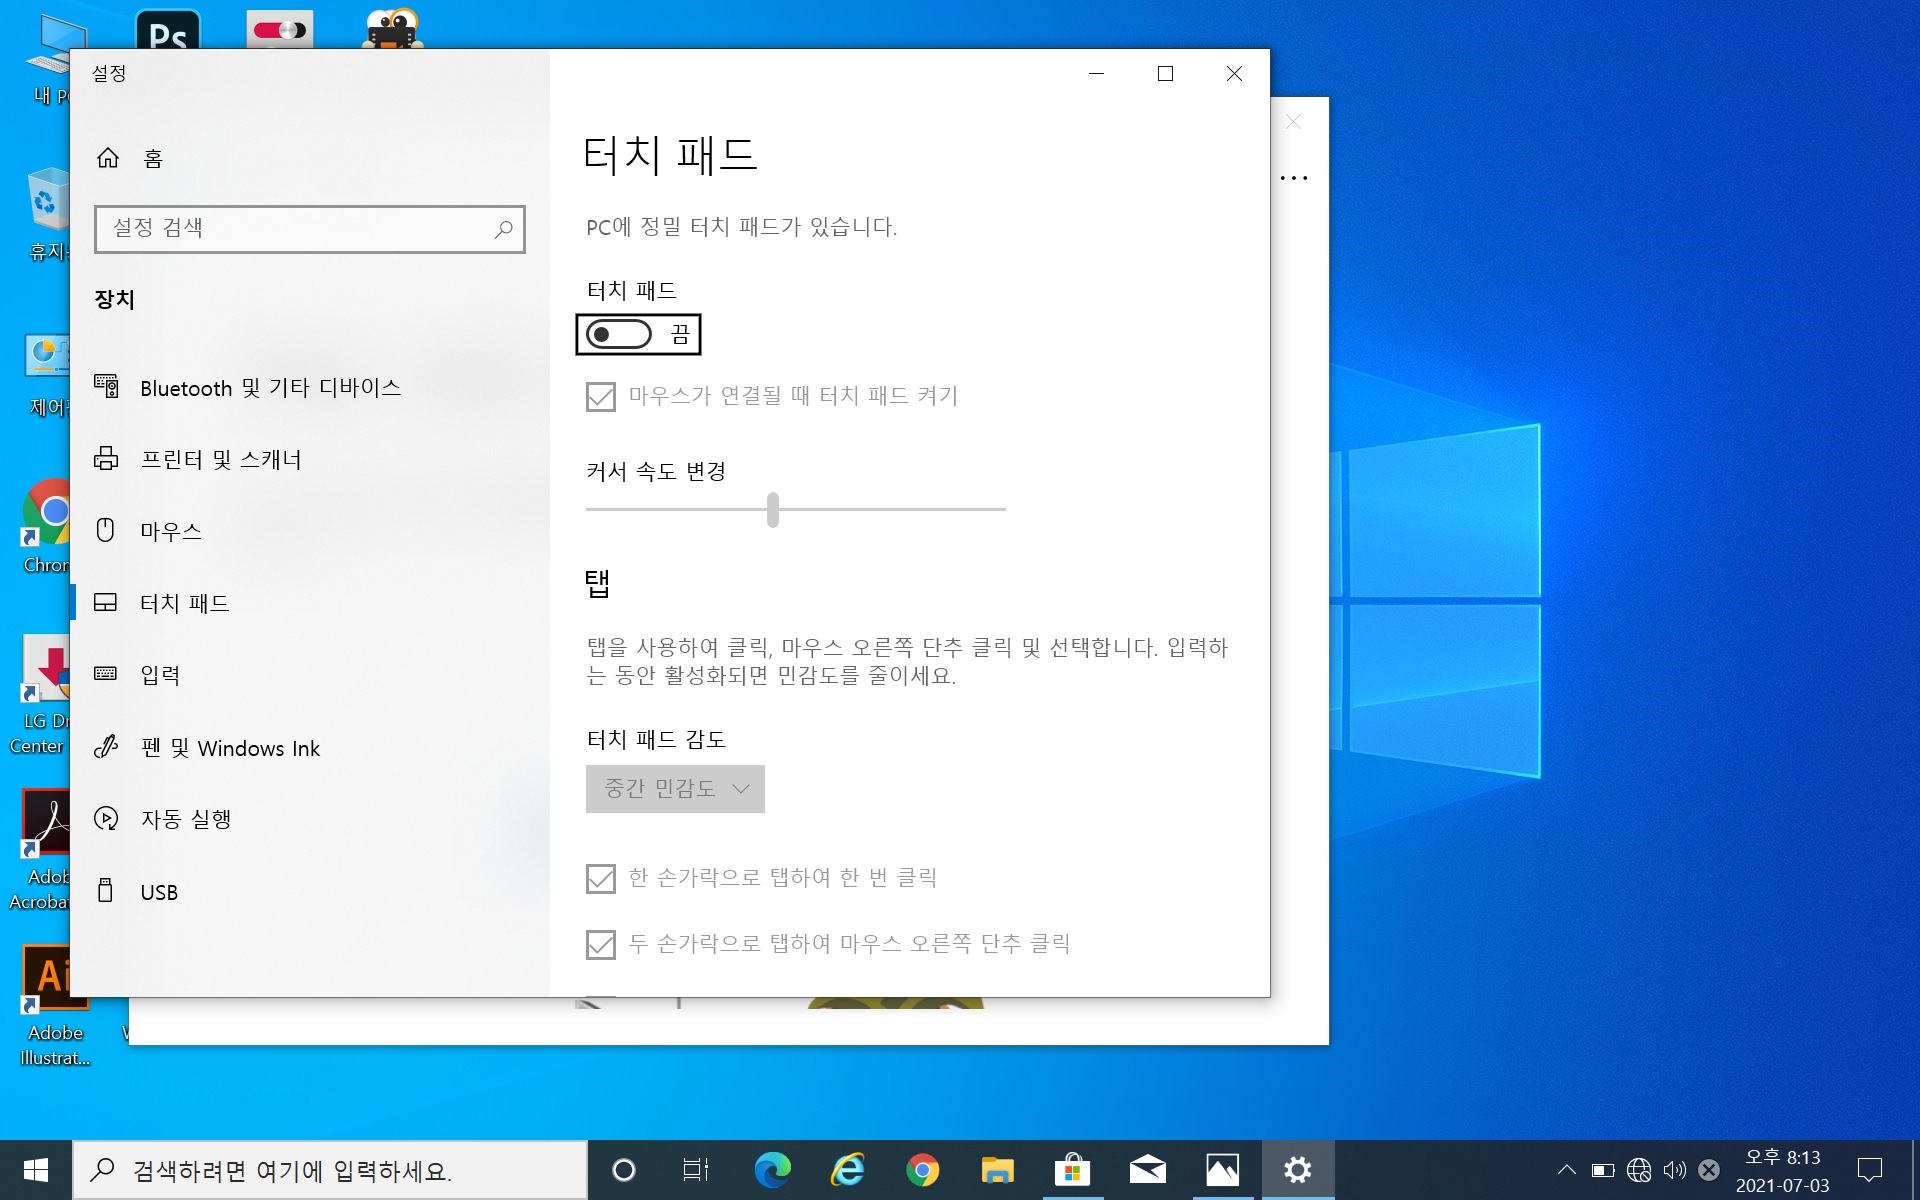 Ps
내 P
휴지
제어
Chro
LG Dr
Center
Adob
Acroba
Ai
Adobe
Illustrat...
설정
홈
설정 검색
장치
Bluetooth 및 기타 디바이스
프린터 및 스캐너
마우스
터치 패드
입력
펜 및 Windows Ink
자동 실행
USB
터치 패드
PC에 정밀 터치 패드가 있습니다.
터치 패드
끔
마우스가 연결될 때 터치 패드 켜기
커서 속도 변경
탭
탭을 사용하여 클릭, 마우스 오른쪽 단추 클릭 및 선택합니다. 입력하
는 동안 활성화되면 민감도를 줄이세요.
터치 패드 감도
중간 민감도
한 손가락으로 탭하여 한 번 클릭
두 손가락으로 탭하여 마우스 오른쪽 단추 클릭
검색하려면 여기에 입력하세요.
오후 8:13
2021-07-03